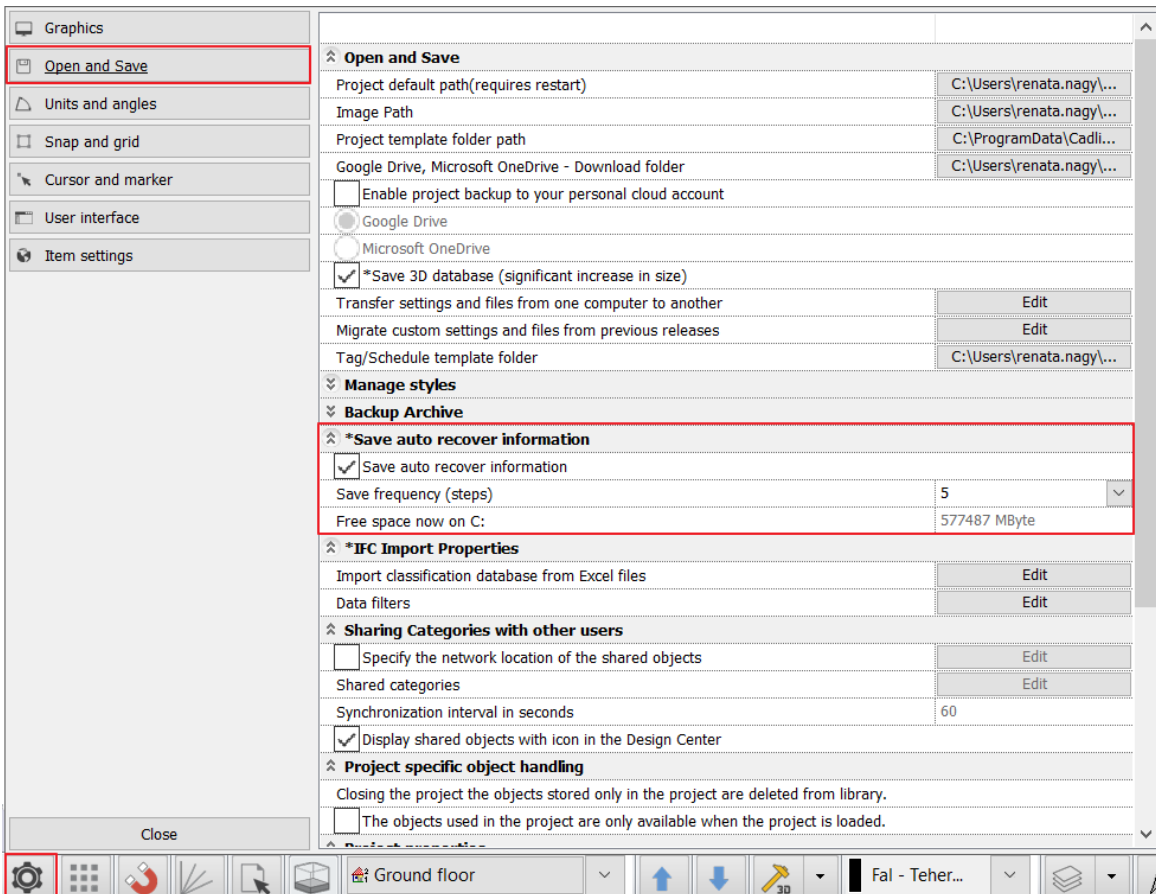 Graphics
Open and Save
Units and angles
Snap and grid
Cursor and marker
User interface
Item settings
Close
Open and Save
Project default path(requires restart) C:\Users\renata.nagy\...
Image Path C:\Users\renata.nagy\...
Project template folder path C:\ProgramData\Cadli...
Google Drive, Microsoft OneDrive - Download folder C:\Users\renata.nagy\...
Enable project backup to your personal cloud account
Google Drive
Microsoft OneDrive
*Save 3D database (significant increase in size)
Transfer settings and files from one computer to another Edit
Migrate custom settings and files from previous releases Edit
Tag/Schedule template folder C:\Users\renata.nagy\...
Manage styles
Backup Archive
*Save auto recover information
Save auto recover information
Save frequency (steps) 5
Free space now on C: 577487 MByte
*IFC Import Properties
Import classification database from Excel files Edit
Data filters Edit
Sharing Categories with other users
Specify the network location of the shared objects Edit
Shared categories Edit
Synchronization interval in seconds 60
Display shared objects with icon in the Design Center
Project specific object handling
Closing the project the objects stored only in the project are deleted from library.
The objects used in the project are only available when the project is loaded.
Project properties
Ground floor 3D Fal - Teher...